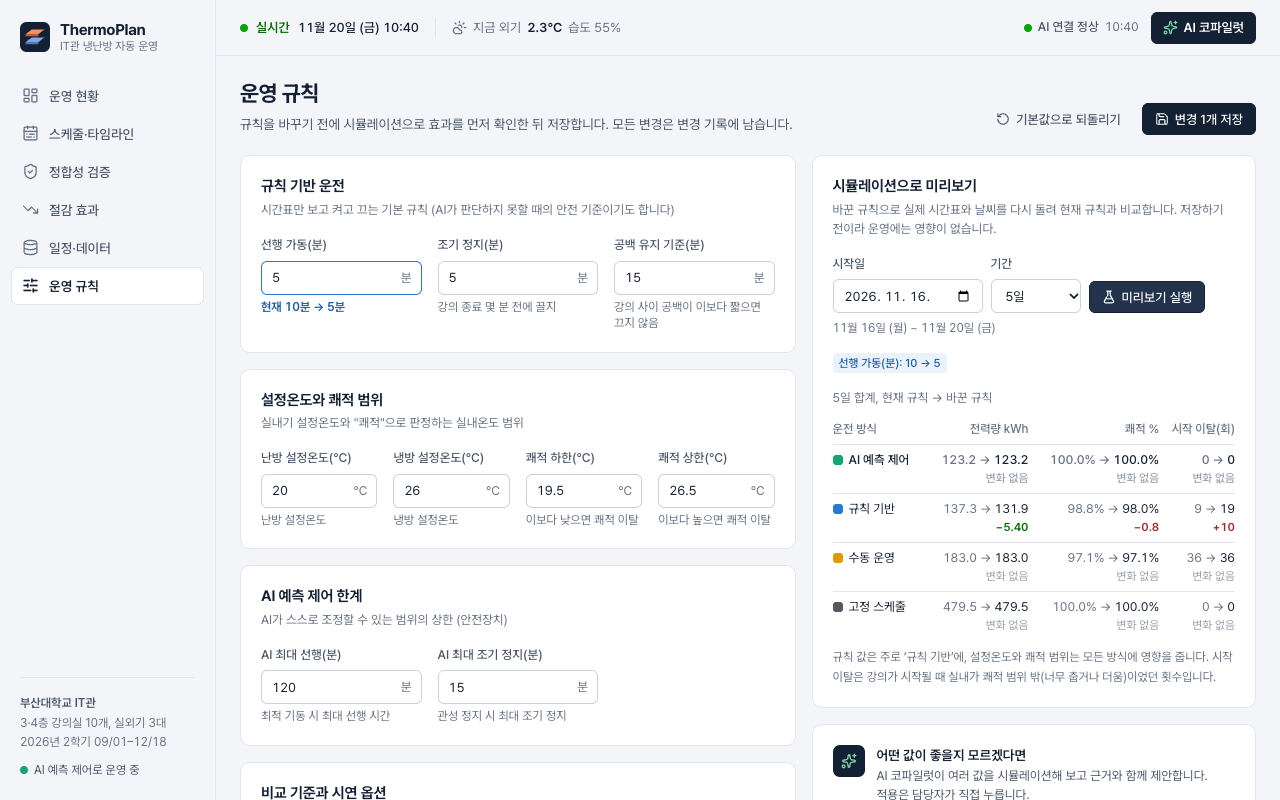 ThermoPlan
IT관 냉난방 자동 운영
운영 현황
스케줄·타임라인
정합성 검증
절감 효과
일정·데이터
운영 규칙
부산대학교 IT관
3·4층 강의실 10개, 실외기 3대
2026년 2학기 09/01–12/18
AI 예측 제어로 운영 중
실시간 11월 20일 (금) 10:40 지금 외기 2.3°C 습도 55%
AI 연결 정상 10:40 AI 코파일럿
운영 규칙
규칙을 바꾸기 전에 시뮬레이션으로 효과를 먼저 확인한 뒤 저장합니다. 모든 변경은 변경 기록에 남습니다.
기본값으로 되돌리기 변경 1개 저장
규칙 기반 운전
시간표만 보고 켜고 끄는 기본 규칙 (AI가 판단하지 못할 때의 안전 기준이기도 합니다)
선행 가동(분) 조기 정지(분) 공백 유지 기준(분)
5 분 5 분 15 분
현재 10분 → 5분 강의 종료 몇 분 전에 끌지 강의 사이 공백이 이보다 짧으면
끄지 않음
설정온도와 쾌적 범위
실내기 설정온도와 "쾌적"으로 판정하는 실내온도 범위
난방 설정온도(°C) 냉방 설정온도(°C) 쾌적 하한(°C) 쾌적 상한(°C)
20 °C 26 °C 19.5 °C 26.5 °C
난방 설정온도 냉방 설정온도 이보다 낮으면 쾌적 이탈 이보다 높으면 쾌적 이탈
AI 예측 제어 한계
AI가 스스로 조정할 수 있는 범위의 상한 (안전장치)
AI 최대 선행(분) AI 최대 조기 정지(분)
120 분 15 분
최적 기동 시 최대 선행 시간 관성 정지 시 최대 조기 정지
비교 기준과 시연 옵션
시뮬레이션으로 미리보기
바꾼 규칙으로 실제 시간표와 날씨를 다시 돌려 현재 규칙과 비교합니다. 저장하기
전이라 운영에는 영향이 없습니다.
시작일 기간
2026. 11. 16. 5일 미리보기 실행
11월 16일 (월) – 11월 20일 (금)
선행 가동(분): 10 → 5
5일 합계, 현재 규칙 → 바꾼 규칙
운전 방식 전력량 kWh 쾌적 % 시작 이탈(회)
AI 예측 제어 123.2 → 123.2 100.0% → 100.0% 0 → 0
변화 없음 변화 없음 변화 없음
규칙 기반 137.3 → 131.9 98.8% → 98.0% 9 → 19
−5.40 −0.8 +10
수동 운영 183.0 → 183.0 97.1% → 97.1% 36 → 36
변화 없음 변화 없음 변화 없음
고정 스케줄 479.5 → 479.5 100.0% → 100.0% 0 → 0
변화 없음 변화 없음 변화 없음
규칙 값은 주로 '규칙 기반'에, 설정온도와 쾌적 범위는 모든 방식에 영향을 줍니다. 시작
이탈은 강의가 시작될 때 실내가 쾌적 범위 밖(너무 춥거나 더움)이었던 횟수입니다.
어떤 값이 좋을지 모르겠다면
AI 코파일럿이 여러 값을 시뮬레이션해 보고 근거와 함께 제안합니다.
적용은 담당자가 직접 누릅니다.